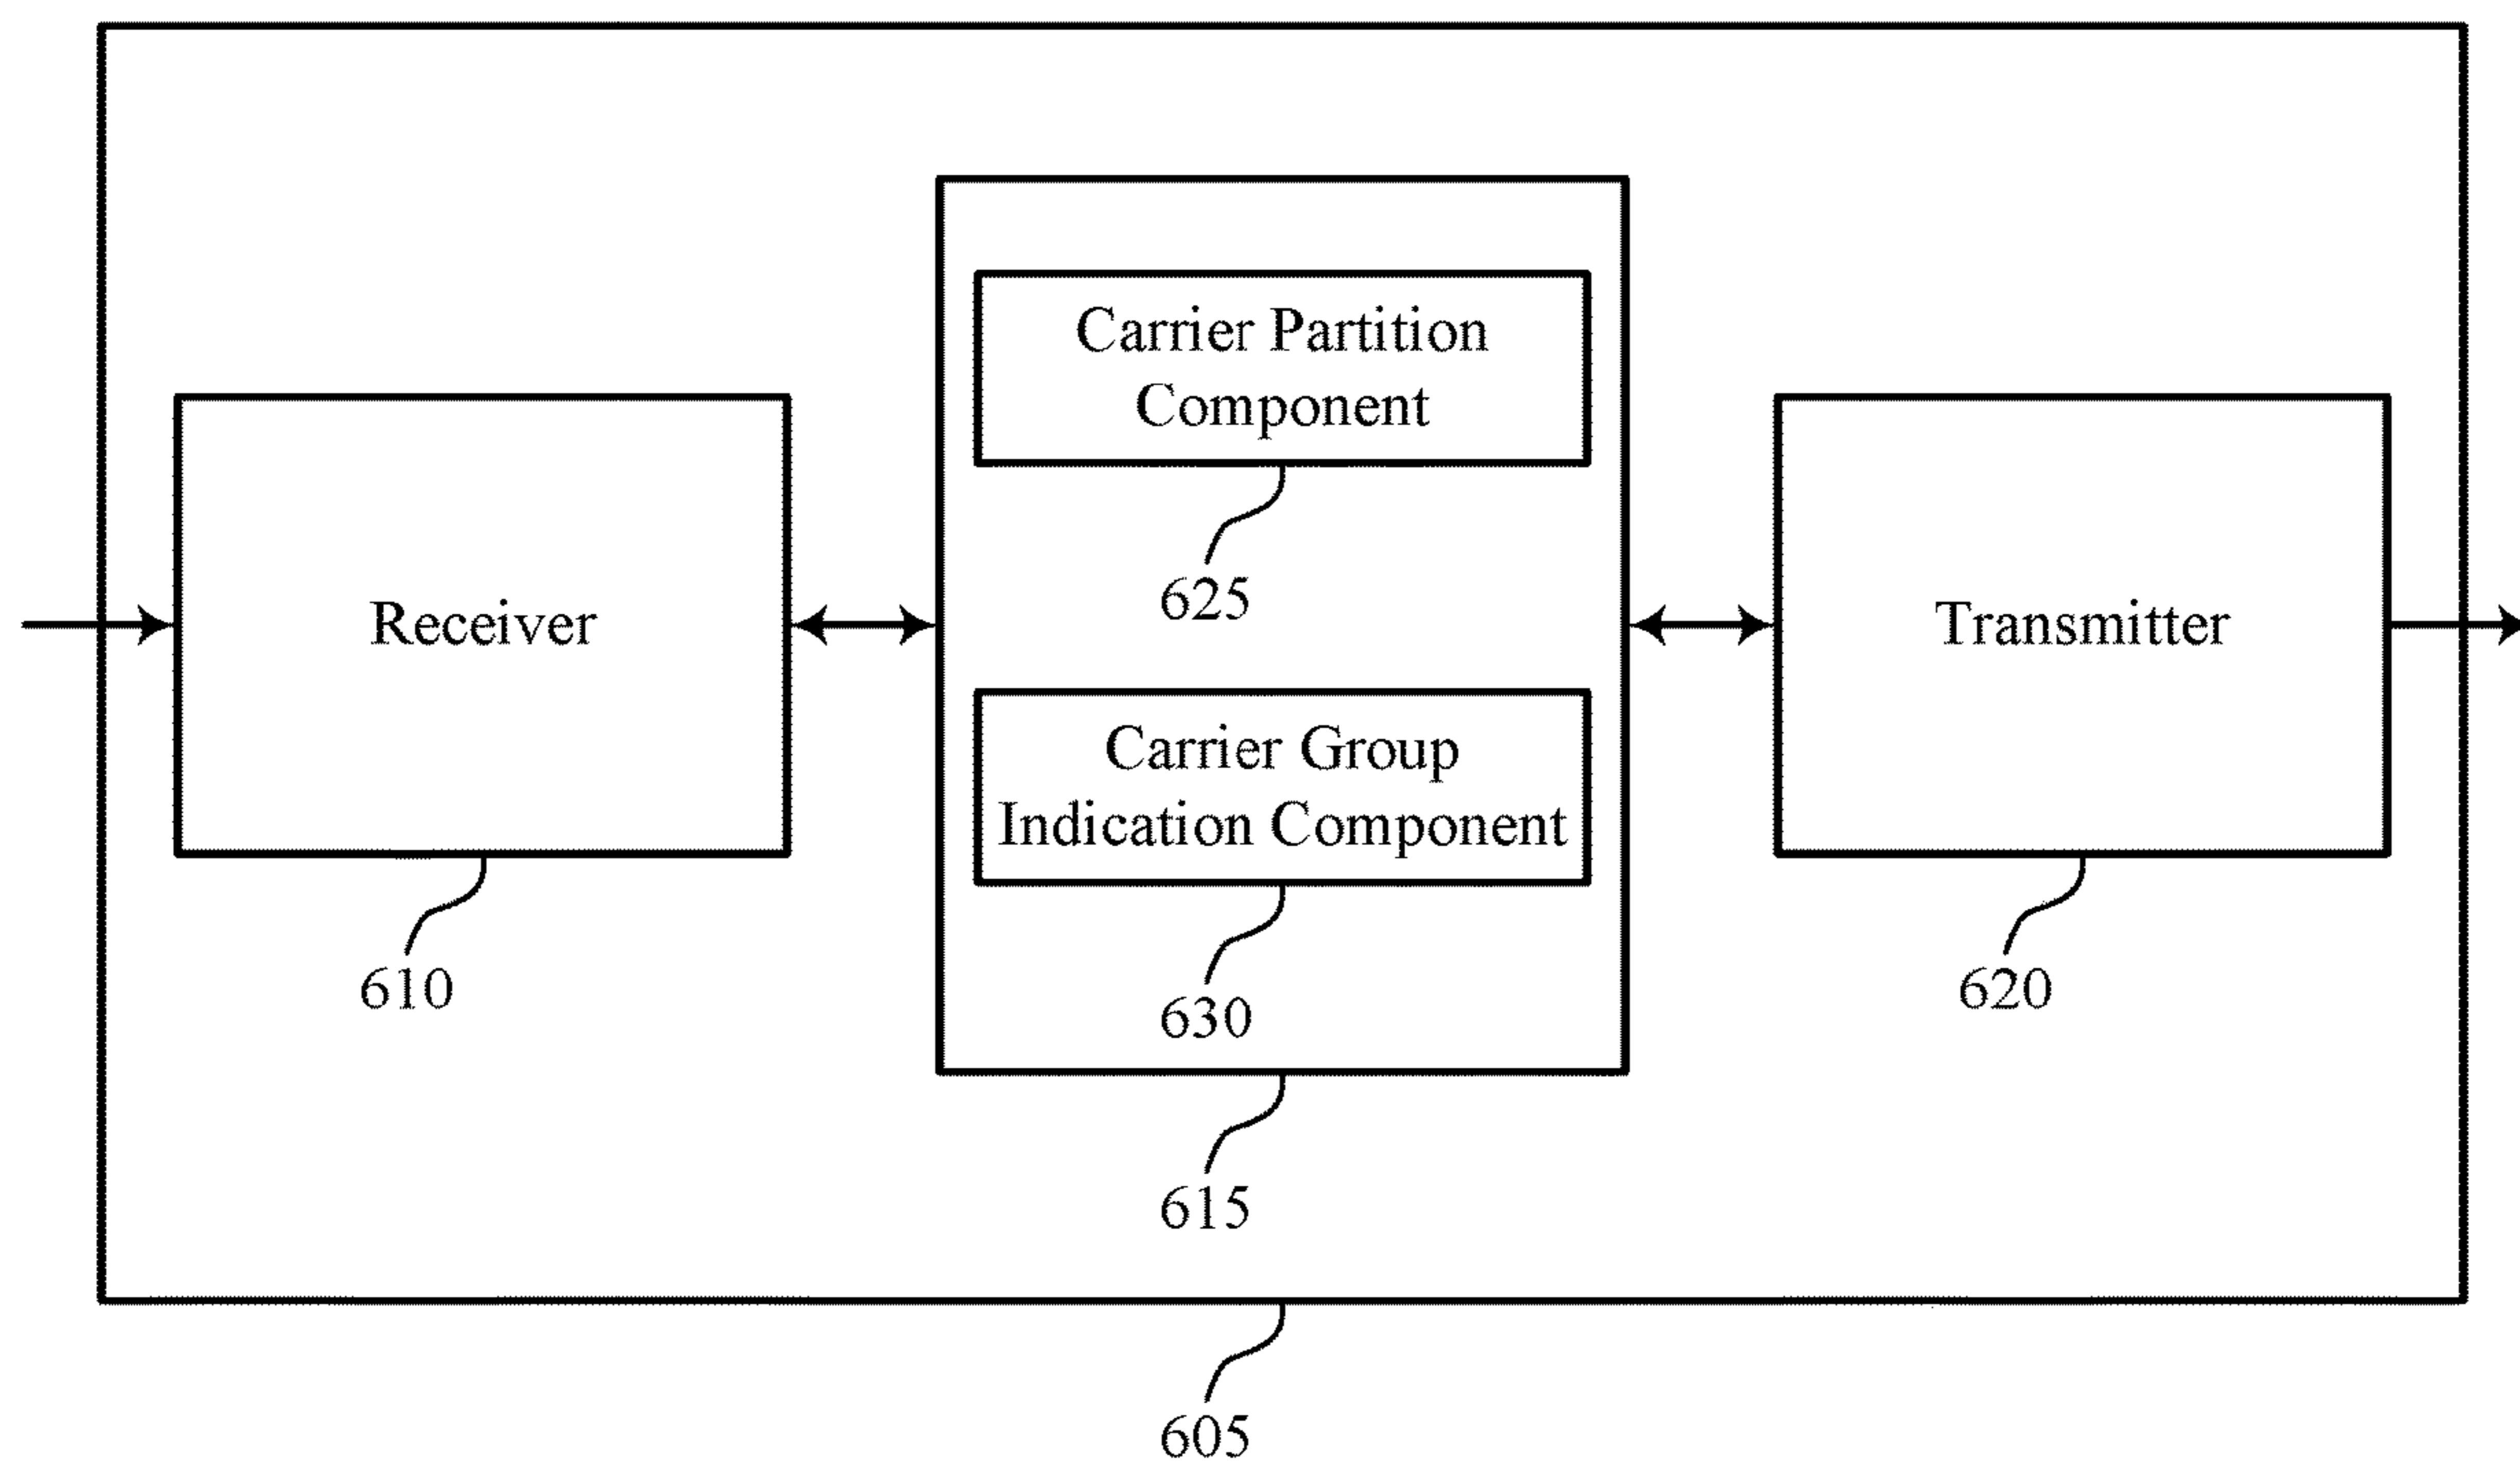 Carrier Partition
Component
625
Receiver
610
Carrier Group
Indication Component
630
615
Transmitter
620
605